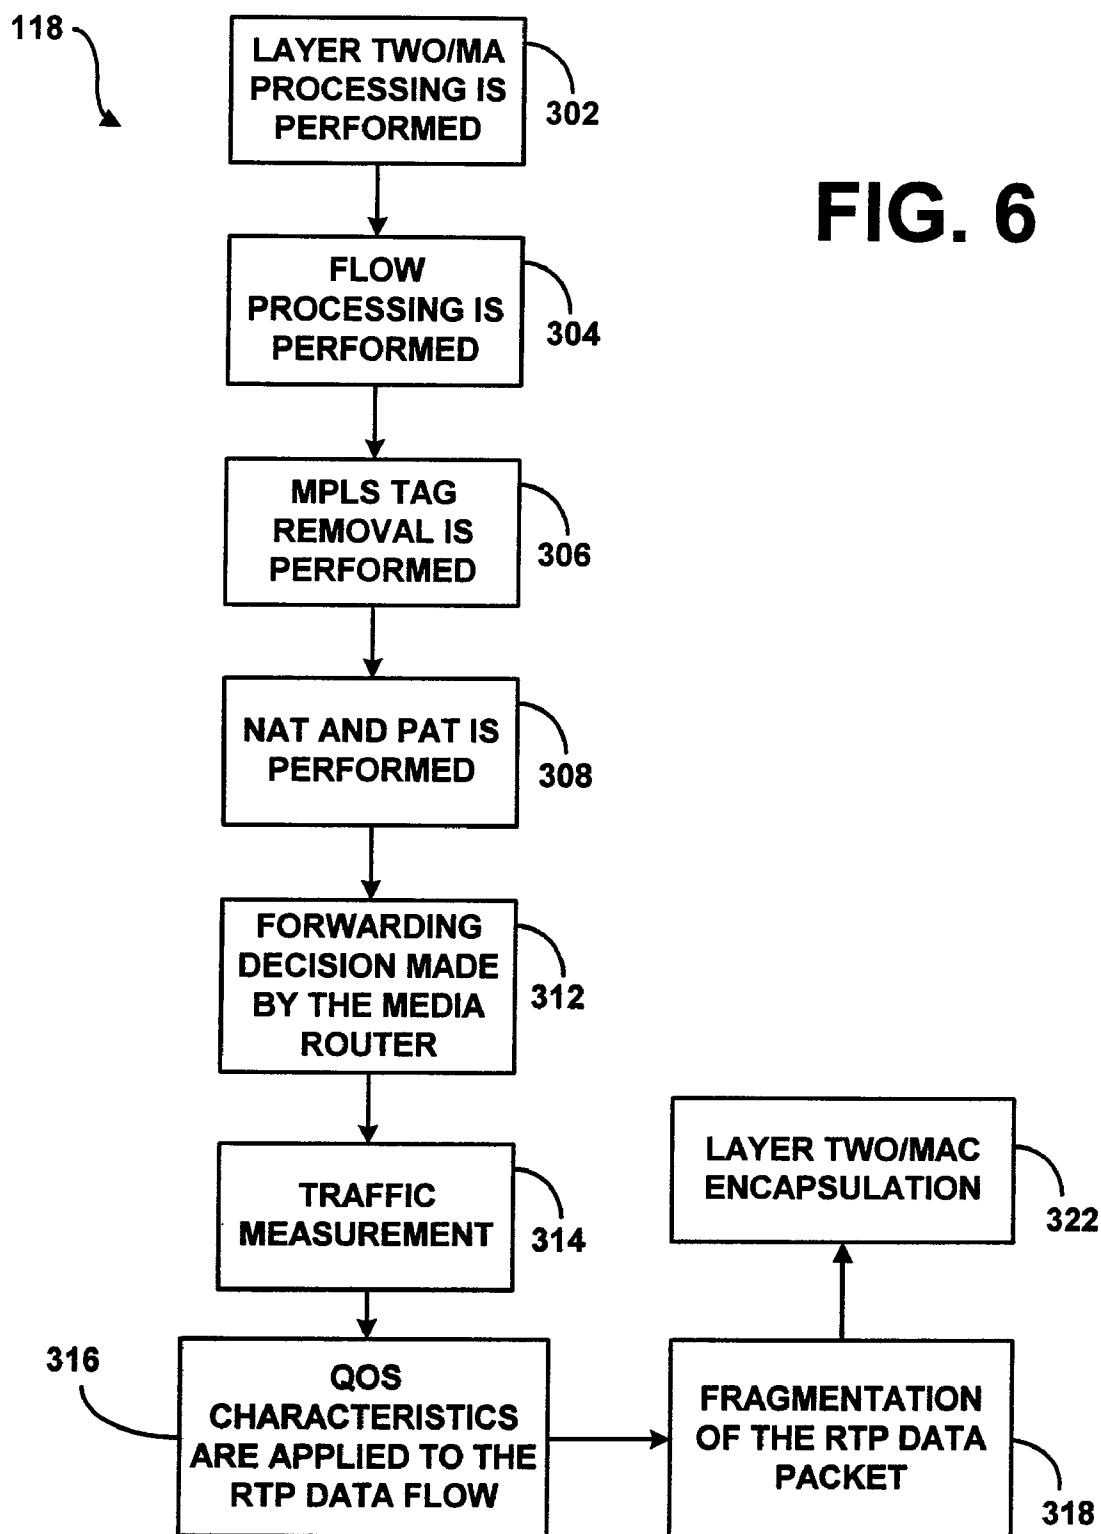 118
LAYER TWO/MA
PROCESSING IS
PERFORMED
302
FIG. 6
FLOW
PROCESSING IS
PERFORMED
304
MPLS TAG
REMOVAL IS
PERFORMED
306
NAT AND PAT IS
PERFORMED
308
FORWARDING
DECISION MADE
BY THE MEDIA
ROUTER
312
TRAFFIC
MEASUREMENT
314
316
QOS
CHARACTERISTICS
ARE APPLIED TO THE
RTP DATA FLOW
FRAGMENTATION
OF THE RTP DATA
PACKET
318
LAYER TWO/MAC
ENCAPSULATION
322